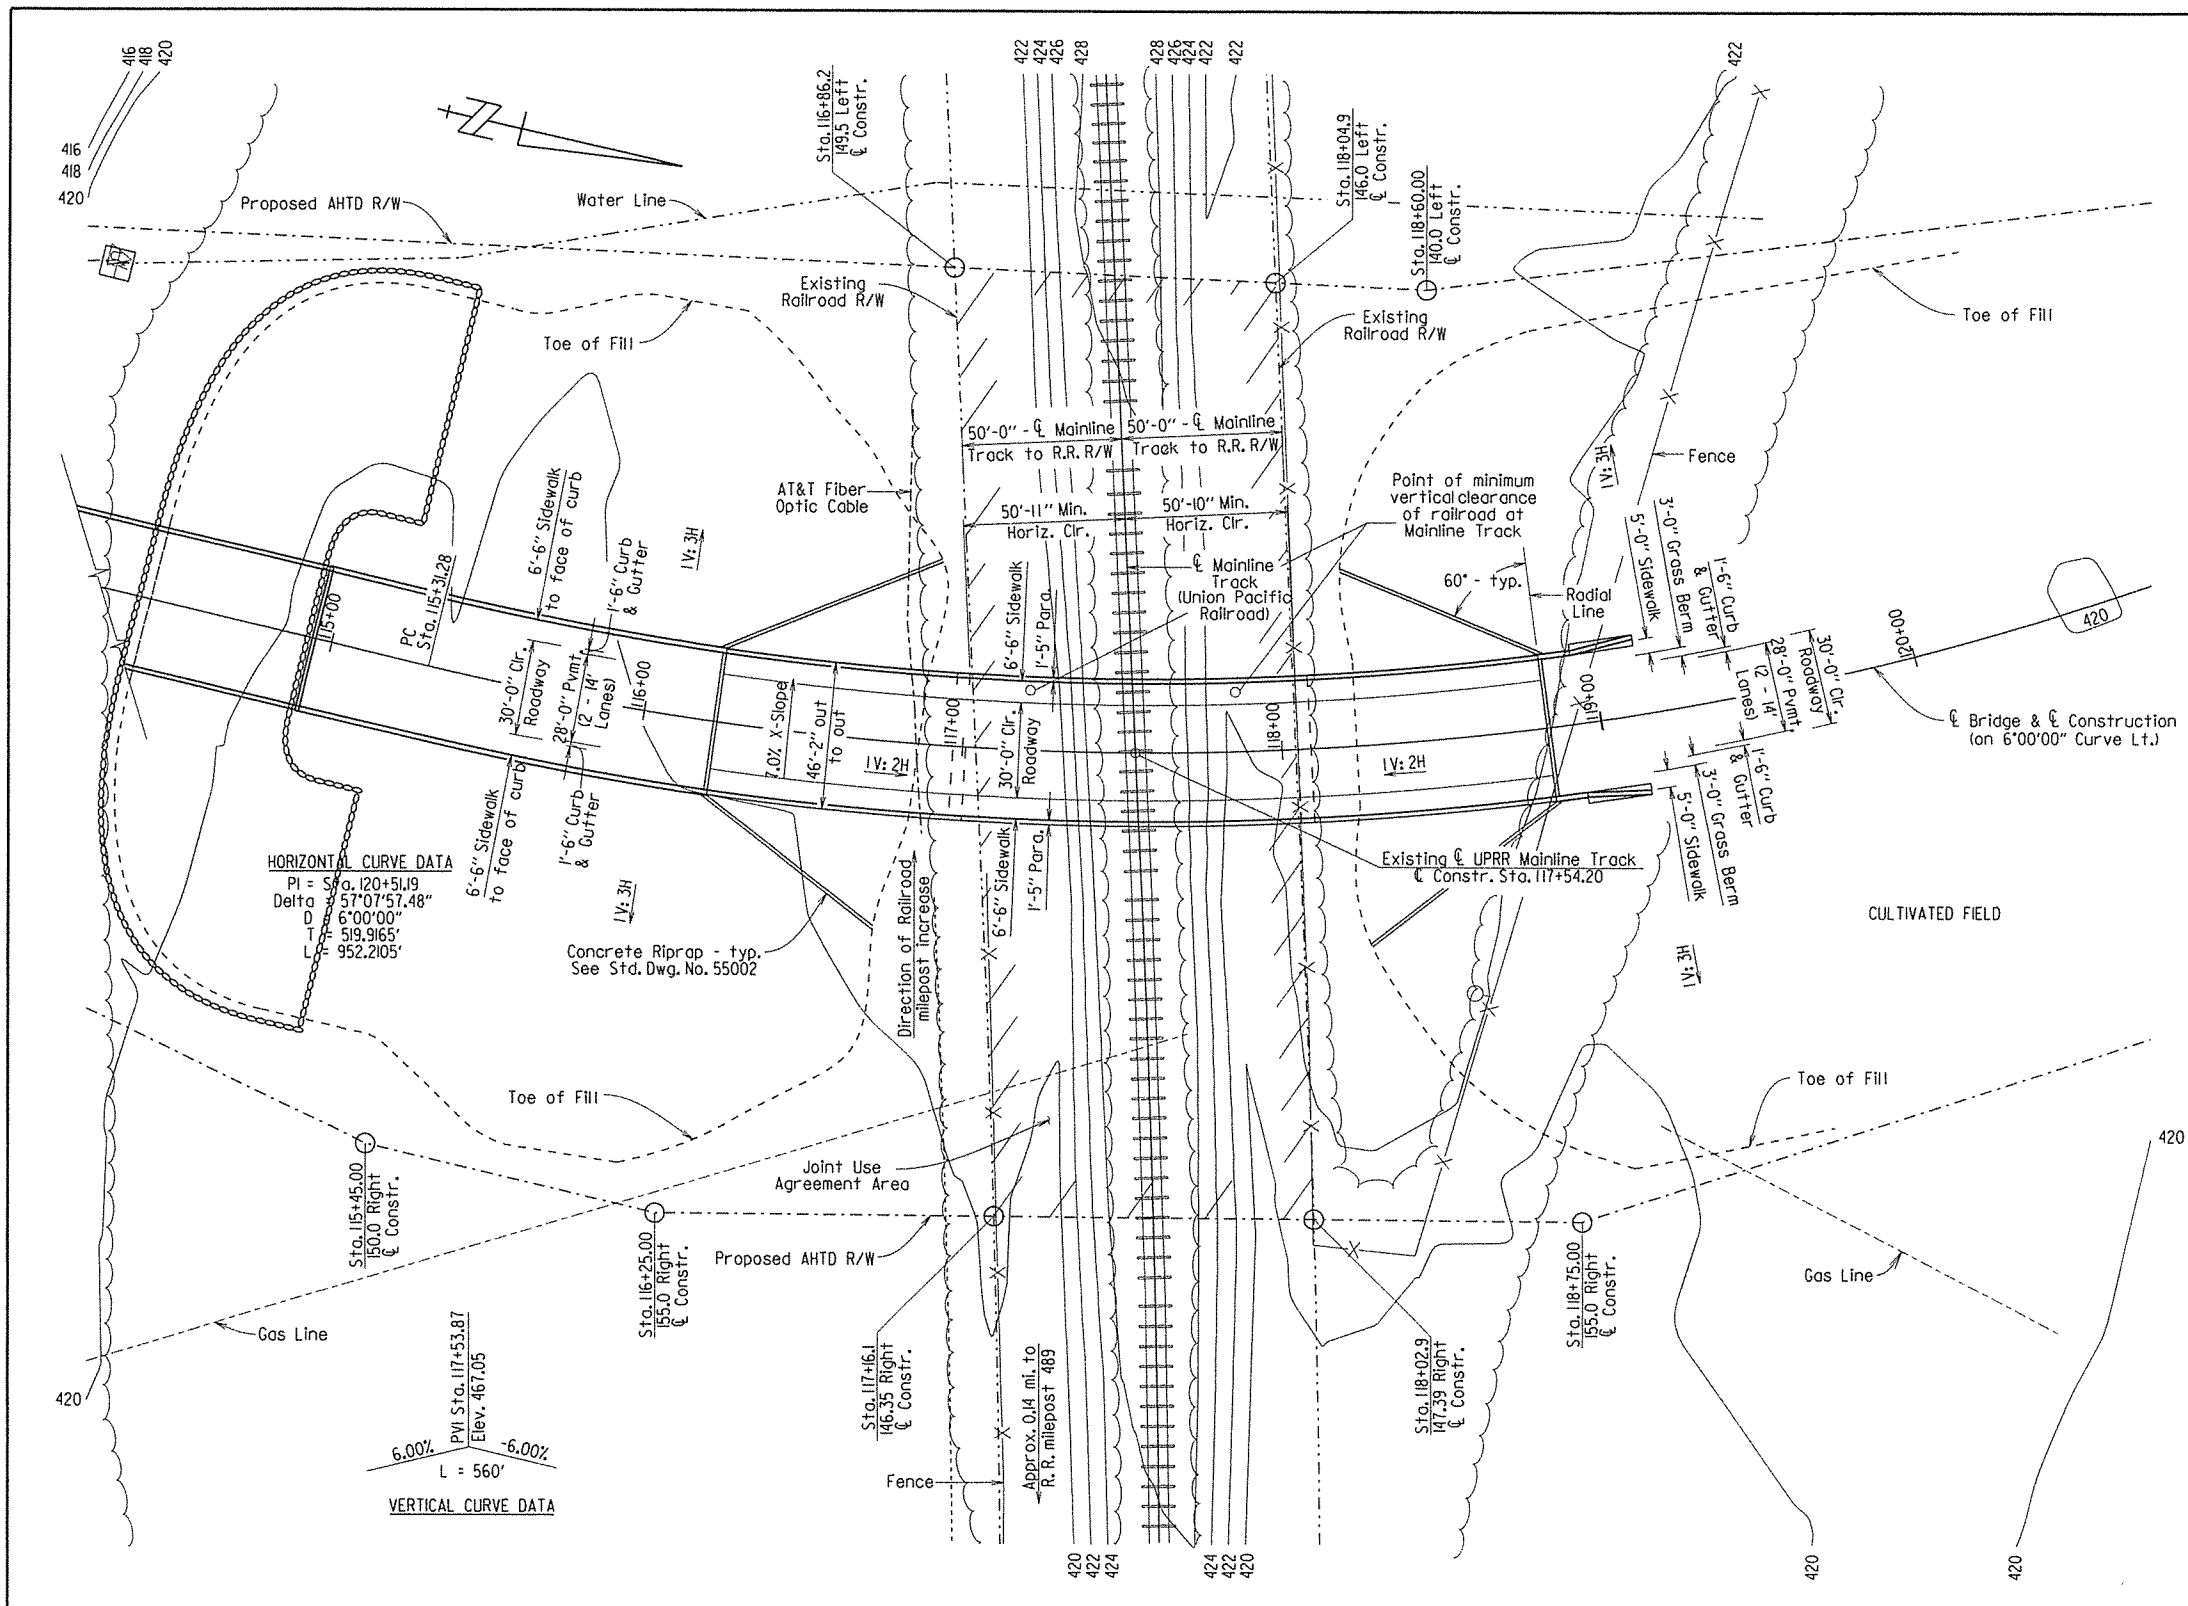 416
418
420
416
418
420
Proposed AHTD R/W
Water Line
Sta. 116+86.2
149.5 Left
℄ Constr.
422
424
426
428
428
426
424
422
422
Sta. 118+04.9
146.0 Left
℄ Constr.
Sta. 118+60.00
140.0 Left
℄ Constr.
422
Existing
Railroad R/W
Existing
Railroad R/W
Toe of Fill
Toe of Fill
50'-0" - ℄ Mainline
Track to R.R. R/W
50'-0" - ℄ Mainline
Track to R.R. R/W
AT&T Fiber
Optic Cable
50'-11" Min.
Horiz. Clr.
50'-10" Min.
Horiz. Clr.
Point of minimum
vertical clearance
of railroad at
Mainline Track
Fence
1V: 3H
6'-6" Sidewalk
to face of curb
1'-6" Curb
& Gutter
1V: 3H
℄ Mainline
Track
(Union Pacific
Railroad)
60° - typ.
Radial
Line
3'-0" Grass Berm
5'-0" Sidewalk
1'-6" Curb
& Gutter
28'-0" Pvmt.
(2 - 14'
Lanes)
30'-0" Clr.
Roadway
115+00
PC
Sta. 115+31.28
30'-0" Clr.
Roadway
28'-0" Pvmt.
(2 - 14'
Lanes)
116+00
7.0% X-Slope
46'-2" out
to out
1V: 2H
117+00
6'-6" Sidewalk
1'-5" Para.
30'-0" Clr.
Roadway
118+00
1V: 2H
119+00
120+00
420
℄ Bridge & ℄ Construction
(on 6°00'00" Curve Lt.)
6'-6" Sidewalk
to face of curb
1'-6" Curb
& Gutter
1V: 3H
HORIZONTAL CURVE DATA
PI = Sta. 120+51.19
Delta = 57°07'57.48"
D = 6°00'00"
T = 519.9165'
L = 952.2105'
Concrete Riprap - typ.
See Std. Dwg. No. 55002
Direction of Railroad
milepost increase
6'-6" Sidewalk
1'-5" Para.
Existing ℄ UPRR Mainline Track
℄ Constr. Sta. 117+54.20
1'-6" Curb
& Gutter
3'-0" Grass Berm
5'-0" Sidewalk
CULTIVATED FIELD
1V: 3H
Toe of Fill
Toe of Fill
Joint Use
Agreement Area
Sta. 115+45.00
150.0 Right
℄ Constr.
Sta. 116+25.00
155.0 Right
℄ Constr.
Proposed AHTD R/W
Gas Line
Gas Line
Sta. 117+16.1
146.35 Right
℄ Constr.
Approx. 0.14 mi. to
R. R. milepost 489
Sta. 118+02.9
147.39 Right
℄ Constr.
Sta. 118+75.00
155.0 Right
℄ Constr.
420
420
PVI Sta. 117+53.87
Elev. 467.05
6.00%
-6.00%
L = 560'
VERTICAL CURVE DATA
Fence
420
422
424
424
422
420
420
420